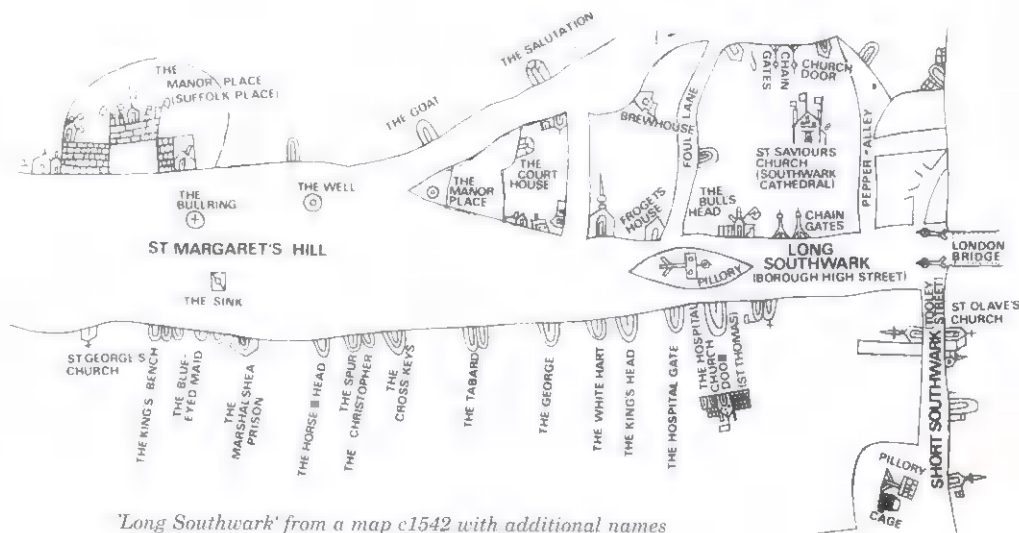 THE SALUTATION
THE
MANOR PLACE
(SUFFOLK PLACE)
THE GOAT
CHAIN
GATES
CHURCH
DOOR
BREWHOUSE
FOUL LANE
THE
COURT
HOUSE
ST SAVIOURS
CHURCH
(SOUTHWARK
CATHEDRAL)
PEPPER-ALLEY
THE
MANOR
PLACE
THE WELL
THE
BULLRING
FROGETS
HOUSE
THE
BULLS
HEAD
CHAIN
GATES
ST MARGARET'S HILL
LONG
SOUTHWARK
(BOROUGH HIGH STREET)
LONDON
BRIDGE
PILLORY
THE SINK
ST OLAVE'S
CHURCH
(TOOLEY
STREET)
SHORT SOUTHWARK
ST GEORGE'S
CHURCH
THE KING'S BENCH
THE BLUE-
EYED MAID
THE
MARSHALSHEA
PRISON
THE HORSE HEAD
THE SPUR
THE CHRISTOPHER
THE
CROSS KEYS
THE TABARD
THE GEORGE
THE WHITE HART
THE KING'S HEAD
THE HOSPITAL GATE
THE HOSPITAL
CHURCH
DOOR
(ST THOMAS)
PILLORY
CAGE
'Long Southwark' from a map c1542 with additional names